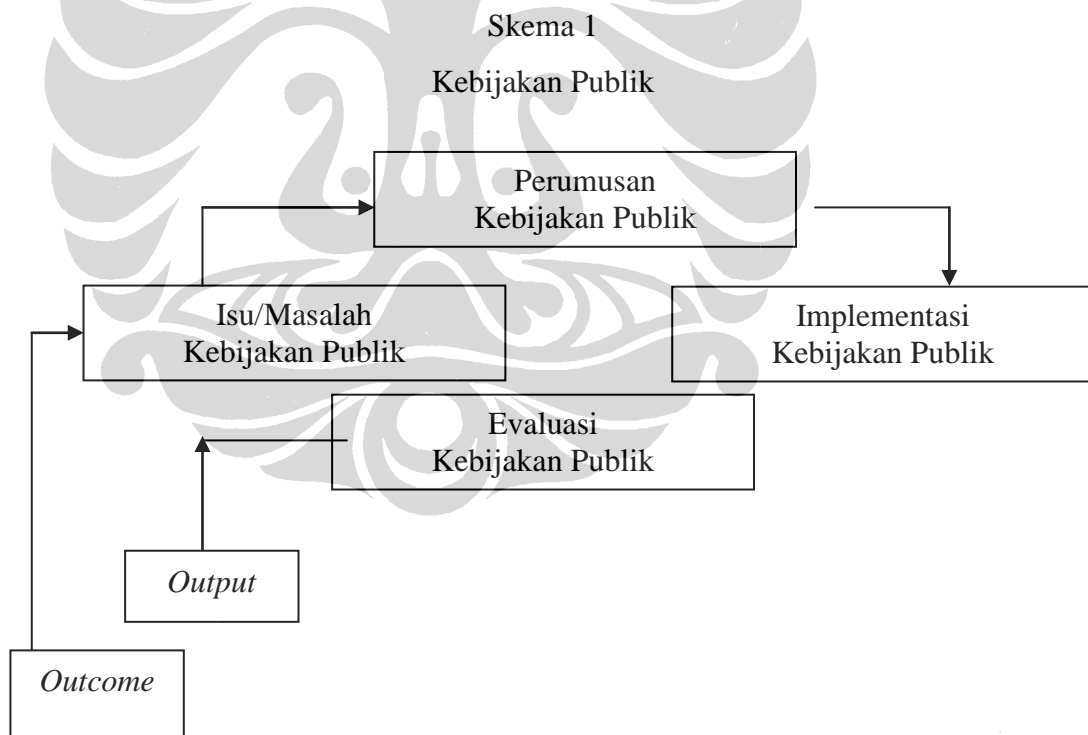 Skema 1
Kebijakan Publik
Perumusan
Kebijakan Publik
Isu/Masalah
Kebijakan Publik
Implementasi
Kebijakan Publik
Evaluasi
Kebijakan Publik
Output
Outcome